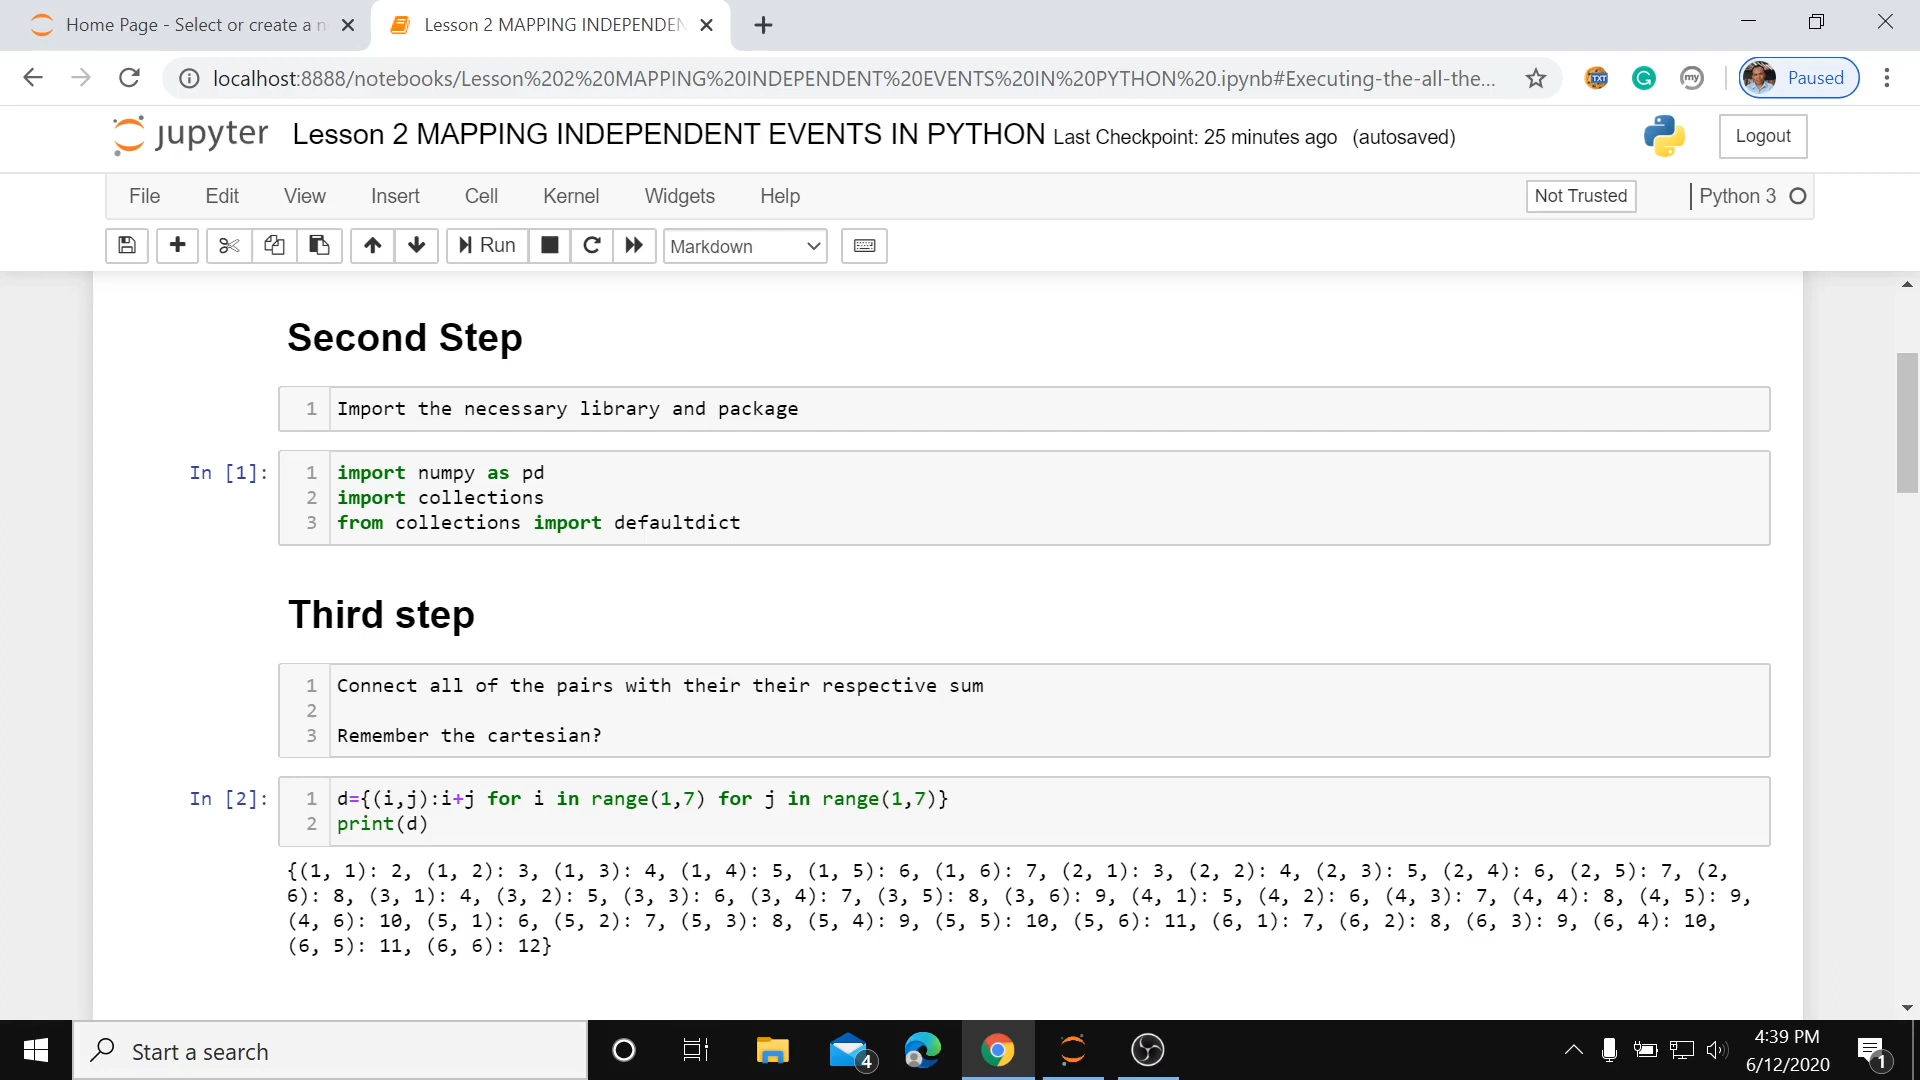 Home Page - Select or create a n
Lesson 2 MAPPING INDEPENDEN
localhost:8888/notebooks/Lesson%202%20MAPPING%20INDEPENDENT%20EVENTS%20IN%20PYTHON%20.ipynb#Executing-the-all-the...
TXT
G
my
Paused
jupyter
Lesson 2 MAPPING INDEPENDENT EVENTS IN PYTHON Last Checkpoint: 25 minutes ago (autosaved)
Logout
File Edit View Insert Cell Kernel Widgets Help
Not Trusted
Python 3
Run
Markdown
Second Step
1 Import the necessary library and package
In [1]:
1 import numpy as pd
2 import collections
3 from collections import defaultdict
Third step
1 Connect all of the pairs with their their respective sum
2
3 Remember the cartesian?
In [2]:
1 d={(i,j):i+j for i in range(1,7) for j in range(1,7)}
2 print(d)
{(1, 1): 2, (1, 2): 3, (1, 3): 4, (1, 4): 5, (1, 5): 6, (1, 6): 7, (2, 1): 3, (2, 2): 4, (2, 3): 5, (2, 4): 6, (2, 5): 7, (2,
6): 8, (3, 1): 4, (3, 2): 5, (3, 3): 6, (3, 4): 7, (3, 5): 8, (3, 6): 9, (4, 1): 5, (4, 2): 6, (4, 3): 7, (4, 4): 8, (4, 5): 9,
(4, 6): 10, (5, 1): 6, (5, 2): 7, (5, 3): 8, (5, 4): 9, (5, 5): 10, (5, 6): 11, (6, 1): 7, (6, 2): 8, (6, 3): 9, (6, 4): 10,
(6, 5): 11, (6, 6): 12}
Start a search
4
4:39 PM
6/12/2020
1